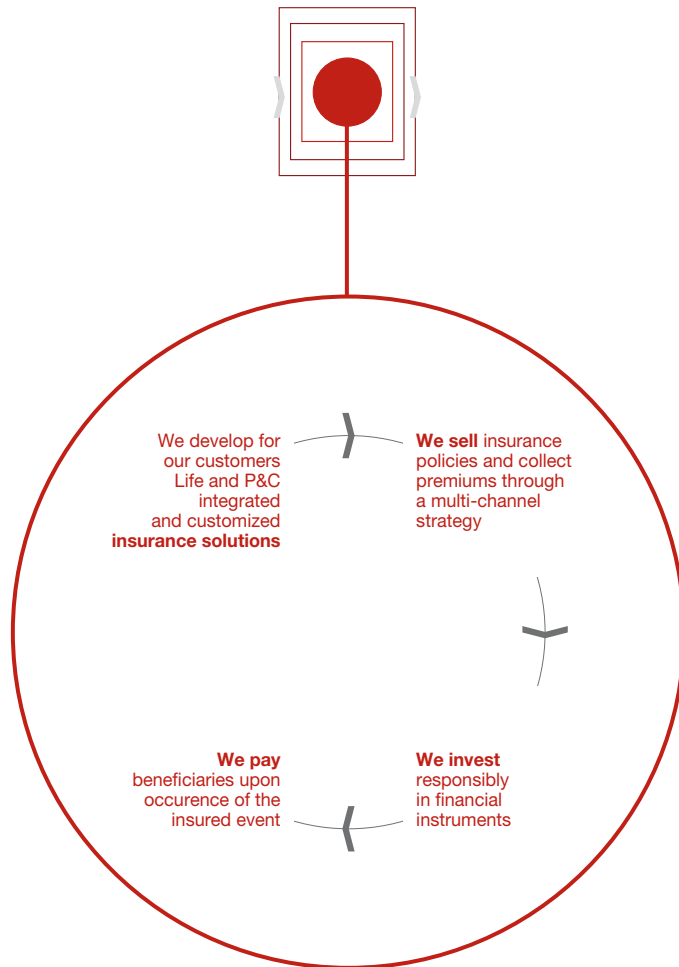 We develop for
our customers
Life and P&C
integrated
and customized
insurance solutions
We sell insurance
policies and collect
premiums through
a multi-channel
strategy
We pay
beneficiaries upon
occurence of the
insured event
We invest
responsibly
in financial
instruments